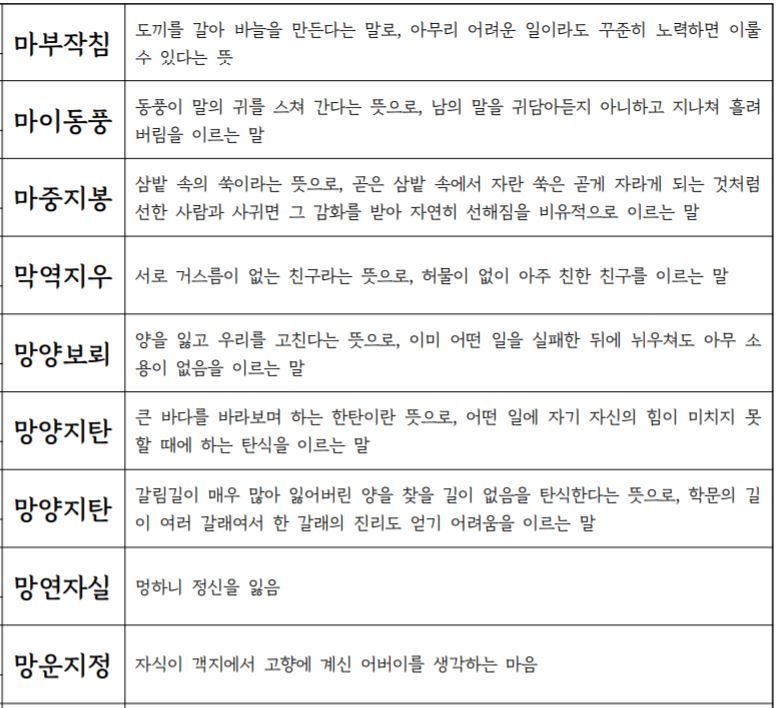 마부작침
도끼를 갈아 바늘을 만든다는 말로, 아무리 어려운 일이라도 꾸준히 노력하면 이룰
수 있다는 뜻
마이동풍
동풍이 말의 귀를 스쳐 간다는 뜻으로, 남의 말을 귀담아듣지 아니하고 지나쳐 흘려
버림을 이르는 말
마중지봉
삼밭 속의 쑥이라는 뜻으로, 곧은 삼밭 속에서 자란 쑥은 곧게 자라게 되는 것처럼
선한 사람과 사귀면 그 감화를 받아 자연히 선해짐을 비유적으로 이르는 말
막역지우
서로 거스름이 없는 친구라는 뜻으로, 허물이 없이 아주 친한 친구를 이르는 말
망양보뢰
양을 잃고 우리를 고친다는 뜻으로, 이미 어떤 일을 실패한 뒤에 뉘우쳐도 아무 소
용이 없음을 이르는 말
망양지탄
큰 바다를 바라보며 하는 한탄이란 뜻으로, 어떤 일에 자기 자신의 힘이 미치지 못
할 때에 하는 탄식을 이르는 말
망양지탄
갈림길이 매우 많아 잃어버린 양을 찾을 길이 없음을 탄식한다는 뜻으로, 학문의 길
이 여러 갈래여서 한 갈래의 진리도 얻기 어려움을 이르는 말
망연자실
멍하니 정신을 잃음
망운지정
자식이 객지에서 고향에 계신 어버이를 생각하는 마음